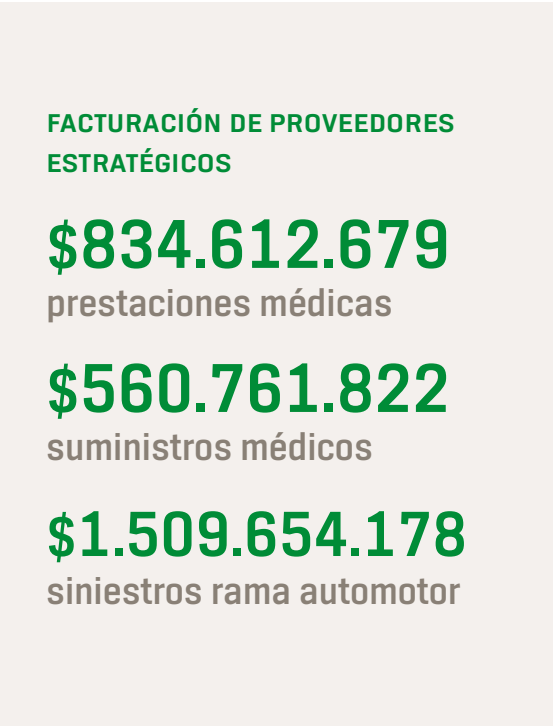 FACTURACIÓN DE PROVEEDORES
ESTRATÉGICOS
$834.612.679
prestaciones médicas
$560.761.822
suministros médicos
$1.509.654.178
siniestros rama automotor